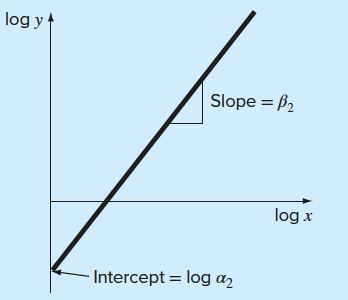 log y
Slope = β₂
log x
Intercept = log α₂